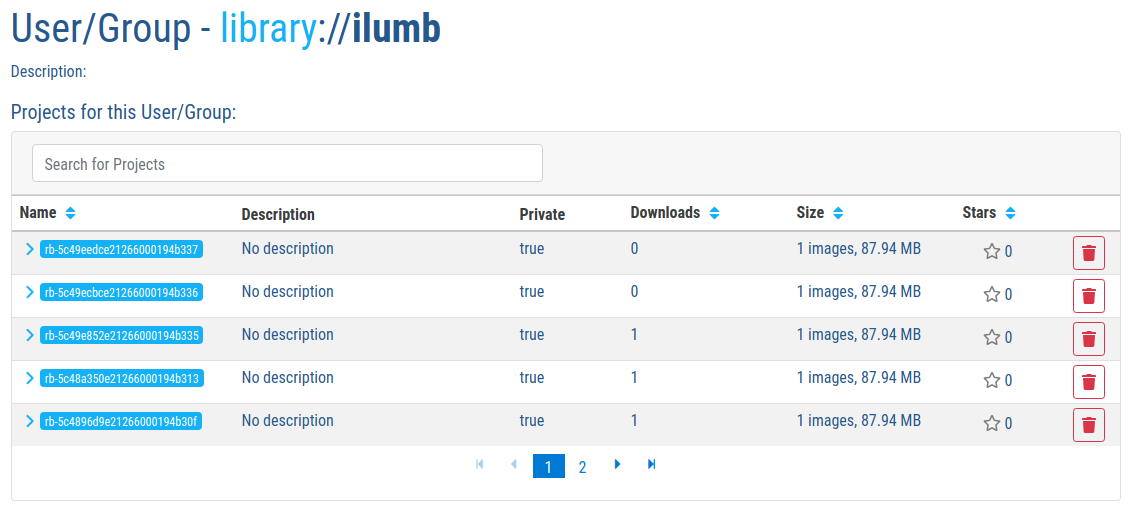 User/Group - library://ilumb
Description:
Projects for this User/Group:
Search for Projects
Name Description Private Downloads Size Stars
rb-5c49eedce21266000194b337 No description true 0 1 images, 87.94 MB 0
rb-5c49ecbce21266000194b336 No description true 0 1 images, 87.94 MB 0
rb-5c49e852e21266000194b335 No description true 1 1 images, 87.94 MB 0
rb-5c48a350e21266000194b313 No description true 1 1 images, 87.94 MB 0
rb-5c4896d9e21266000194b30f No description true 1 1 images, 87.94 MB 0
1 2